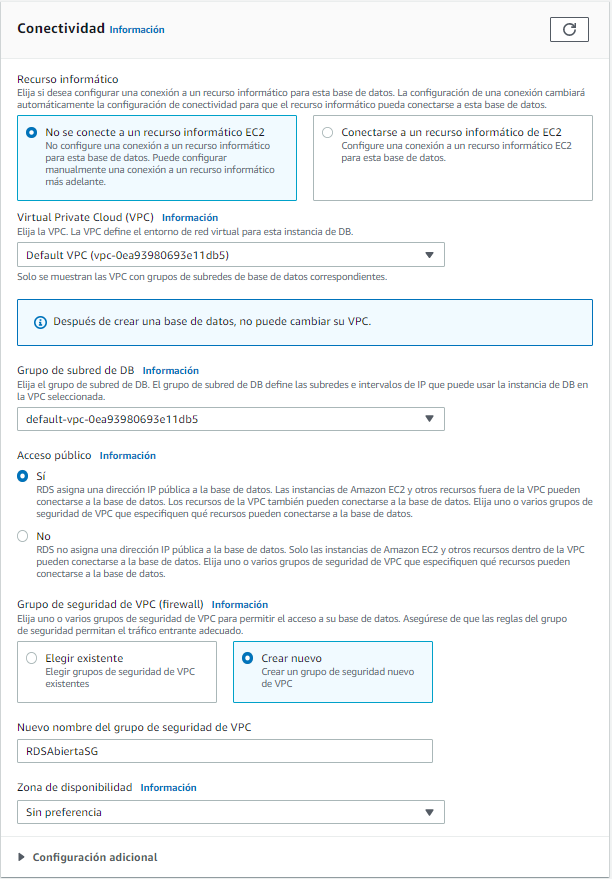 Conectividad Información
Recurso informático
Elija si desea configurar una conexión a un recurso informático para esta base de datos. La configuración de una conexión cambiará
automáticamente la configuración de conectividad para que el recurso informático pueda conectarse a esta base de datos.
No se conecte a un recurso informático EC2
No configure una conexión a un recurso informático
para esta base de datos. Puede configurar
manualmente una conexión a un recurso informático
más adelante.
Conectarse a un recurso informático de EC2
Configure una conexión a un recurso informático EC2
para esta base de datos.
Virtual Private Cloud (VPC) Información
Elija la VPC. La VPC define el entorno de red virtual para esta instancia de DB.
Default VPC (vpc-0ea93980693e11db5)
Solo se muestran las VPC con grupos de subredes de base de datos correspondientes.
Después de crear una base de datos, no puede cambiar su VPC.
Grupo de subred de DB Información
Elija el grupo de subred de DB. El grupo de subred de DB define las subredes e intervalos de IP que puede usar la instancia de DB en
la VPC seleccionada.
default-vpc-0ea93980693e11db5
Acceso público Información
Sí
RDS asigna una dirección IP pública a la base de datos. Las instancias de Amazon EC2 y otros recursos fuera de la VPC pueden
conectarse a la base de datos. Los recursos de la VPC también pueden conectarse a la base de datos. Elija uno o varios grupos de
seguridad de VPC que especifiquen qué recursos pueden conectarse a la base de datos.
No
RDS no asigna una dirección IP pública a la base de datos. Solo las instancias de Amazon EC2 y otros recursos dentro de la VPC
pueden conectarse a la base de datos. Elija uno o varios grupos de seguridad de VPC que especifiquen qué recursos pueden
conectarse a la base de datos.
Grupo de seguridad de VPC (firewall) Información
Elija uno o varios grupos de seguridad de VPC para permitir el acceso a su base de datos. Asegúrese de que las reglas del grupo
de seguridad permitan el tráfico entrante adecuado.
Elegir existente
Elegir grupos de seguridad de VPC
existentes
Crear nuevo
Crear un grupo de seguridad nuevo
de VPC
Nuevo nombre del grupo de seguridad de VPC
RDSAbiertaSG
Zona de disponibilidad Información
Sin preferencia
Configuración adicional